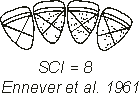 SCI = 8
Ennever et al. 1961